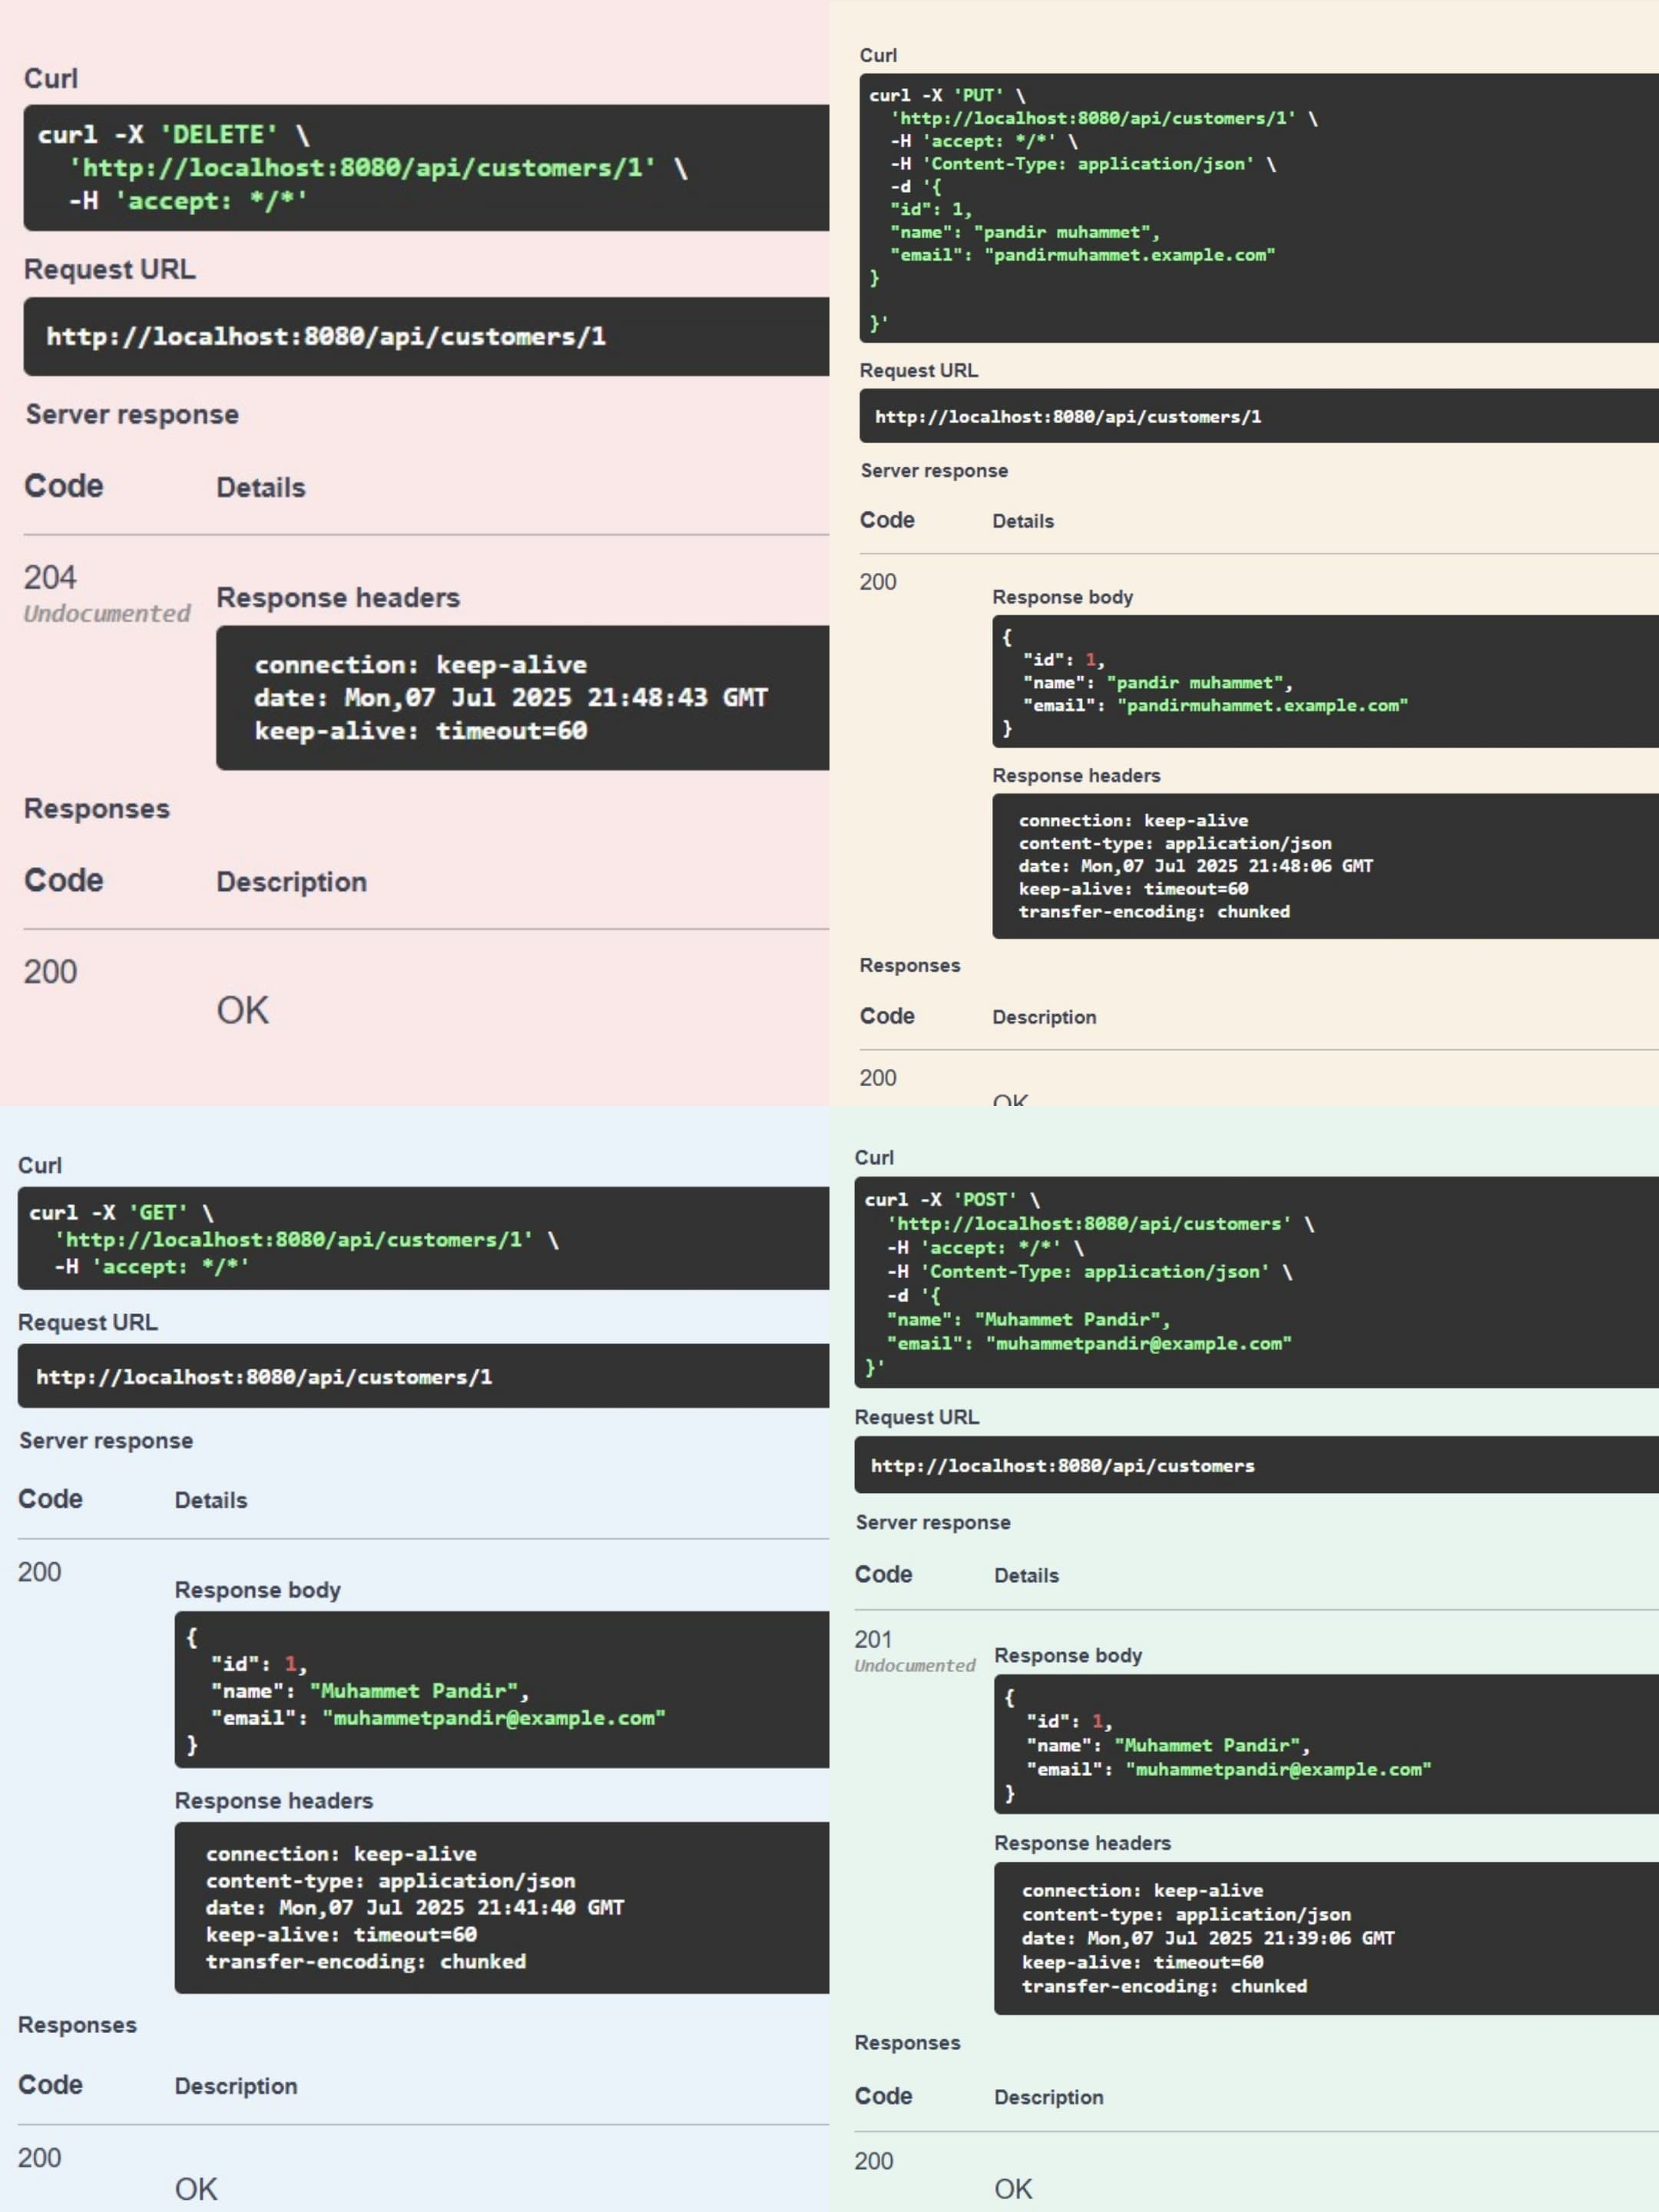 Curl
curl -X 'DELETE' \
'http://localhost:8080/api/customers/1' \
-H 'accept: */*'
Request URL
http://localhost:8080/api/customers/1
Server response
Code Details
204
Undocumented
Response headers
connection: keep-alive
date: Mon,07 Jul 2025 21:48:43 GMT
keep-alive: timeout=60
Responses
Code Description
200
OK
Curl
curl -X 'PUT' \
'http://localhost:8080/api/customers/1' \
-H 'accept: */*' \
-H 'Content-Type: application/json' \
-d '{
"id": 1,
"name": "pandir muhammet",
"email": "pandirmuhammet.example.com"
}
}'
Request URL
http://localhost:8080/api/customers/1
Server response
Code Details
200
Response body
{
"id": 1,
"name": "pandir muhammet",
"email": "pandirmuhammet.example.com"
}
Response headers
connection: keep-alive
content-type: application/json
date: Mon,07 Jul 2025 21:48:06 GMT
keep-alive: timeout=60
transfer-encoding: chunked
Responses
Code Description
200
OK
Curl
curl -X 'GET' \
'http://localhost:8080/api/customers/1' \
-H 'accept: */*'
Request URL
http://localhost:8080/api/customers/1
Server response
Code Details
200
Response body
{
"id": 1,
"name": "Muhammet Pandir",
"email": "muhammetpandir@example.com"
}
Response headers
connection: keep-alive
content-type: application/json
date: Mon,07 Jul 2025 21:41:40 GMT
keep-alive: timeout=60
transfer-encoding: chunked
Responses
Code Description
200
OK
Curl
curl -X 'POST' \
'http://localhost:8080/api/customers' \
-H 'accept: */*' \
-H 'Content-Type: application/json' \
-d '{
"name": "Muhammet Pandir",
"email": "muhammetpandir@example.com"
}'
Request URL
http://localhost:8080/api/customers
Server response
Code Details
201
Undocumented
Response body
{
"id": 1,
"name": "Muhammet Pandir",
"email": "muhammetpandir@example.com"
}
Response headers
connection: keep-alive
content-type: application/json
date: Mon,07 Jul 2025 21:39:06 GMT
keep-alive: timeout=60
transfer-encoding: chunked
Responses
Code Description
200
OK